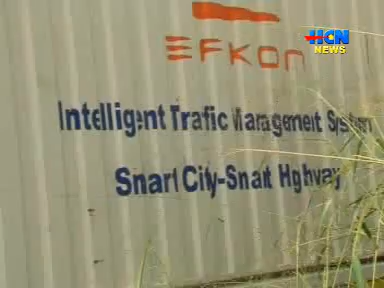 HCN
NEWS
EFKON
Intelligent Trafic Management System
Smart City-Smart Highway